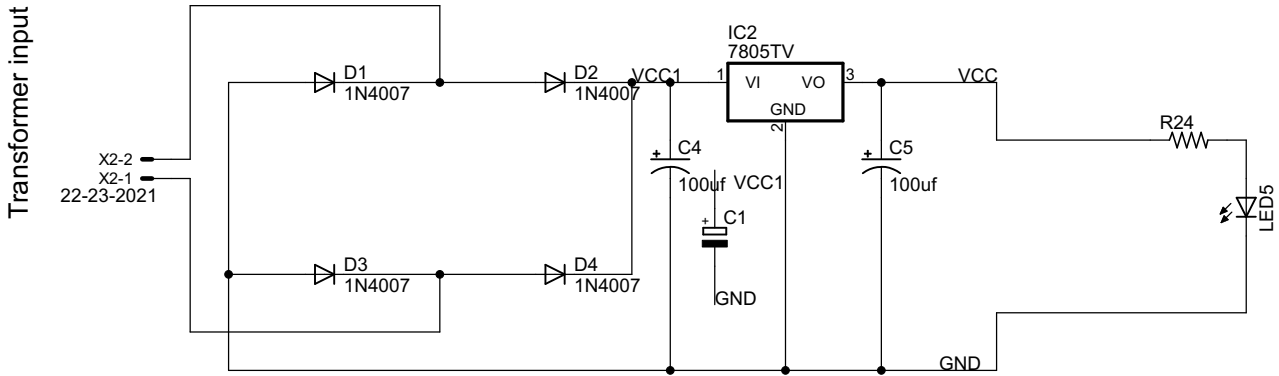 Transformer input
X2-2
X2-1
22-23-2021
D1
1N4007
D2
1N4007
D3
1N4007
D4
1N4007
VCC1
IC2
7805TV
1
VI
VO
3
GND
2
VCC
C4
100uf
VCC1
C1
GND
C5
100uf
R24
LED5
GND